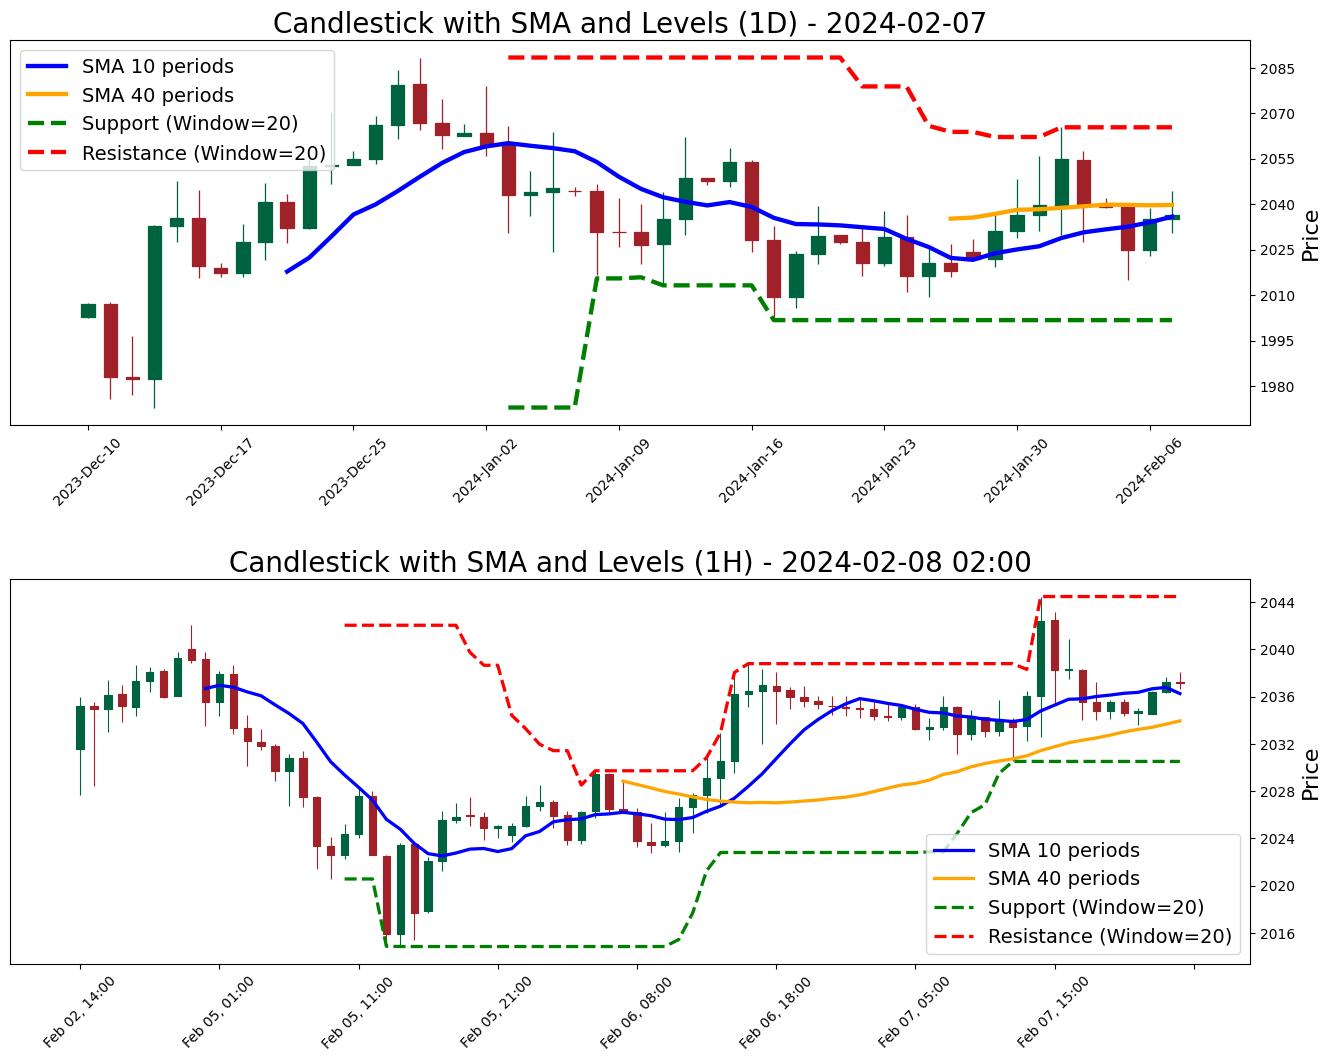 Candlestick with SMA and Levels (1D) - 2024-02-07
SMA 10 periods
SMA 40 periods
Support (Window=20)
Resistance (Window=20)
2085
2070
2055
2040
2025
2010
1995
1980
Price
2023-Dec-10
2023-Dec-17
2023-Dec-25
2024-Jan-02
2024-Jan-09
2024-Jan-16
2024-Jan-23
2024-Jan-30
2024-Feb-06
Candlestick with SMA and Levels (1H) - 2024-02-08 02:00
2044
2040
2036
2032
2028
2024
2020
2016
Price
SMA 10 periods
SMA 40 periods
Support (Window=20)
Resistance (Window=20)
Feb 02, 14:00
Feb 05, 01:00
Feb 05, 11:00
Feb 05, 21:00
Feb 06, 08:00
Feb 06, 18:00
Feb 07, 05:00
Feb 07, 15:00